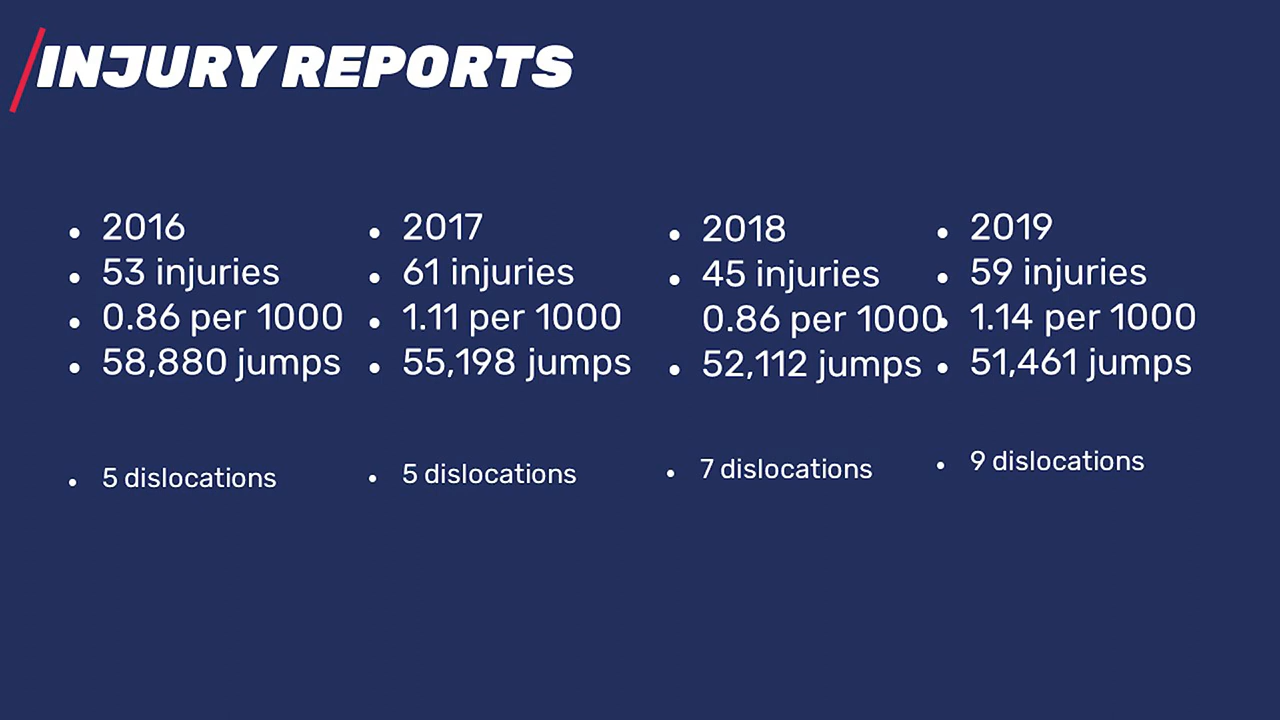 INJURY REPORTS
• 2016
• 53 injuries
• 0.86 per 1000
• 58,880 jumps
• 5 dislocations
• 2017
• 61 injuries
• 1.11 per 1000
• 55,198 jumps
• 5 dislocations
• 2018
• 45 injuries
0.86 per 1000
• 52,112 jumps
• 7 dislocations
• 2019
• 59 injuries
• 1.14 per 1000
• 51,461 jumps
• 9 dislocations